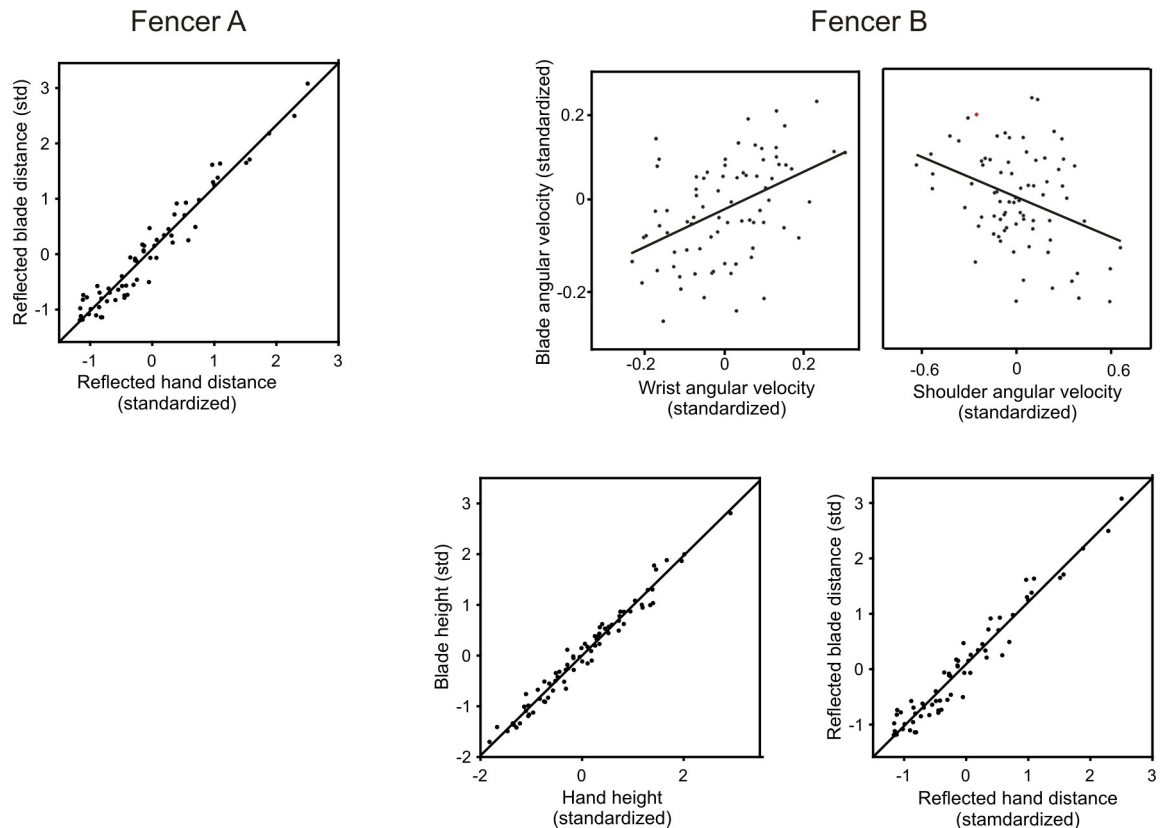 Fencer A
Fencer B
Reflected blade distance (std)
3
2
1
0
-1
-1
0
1
2
3
Reflected hand distance
(standardized)
Blade angular velocity (standardized)
0.2
0
-0.2
-0.2
0
0.2
Wrist angular velocity
(standardized)
-0.6
0
0.6
Shoulder angular velocity
(standardized)
Blade height (std)
3
2
1
0
-1
-2
-2
0
2
Hand height
(standardized)
Reflected blade distance (std)
3
2
1
0
-1
-1
0
1
2
3
Reflected hand distance
(stamdardized)